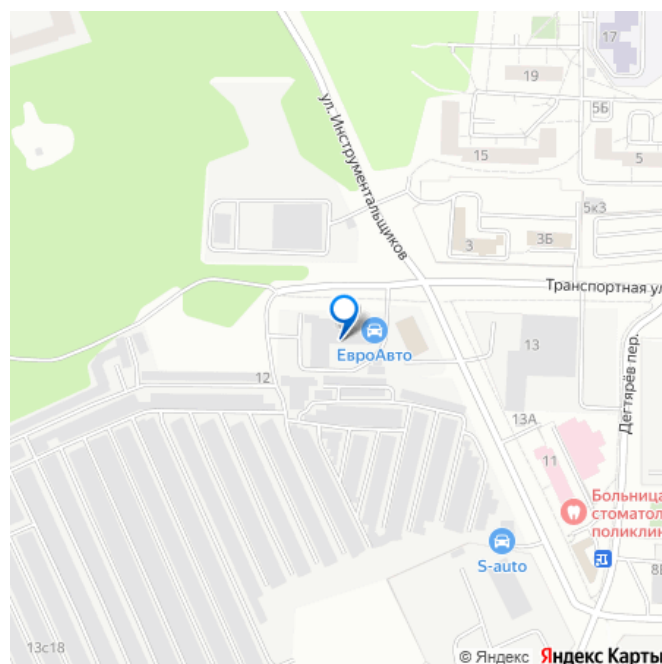 17
19
5Б
ул. Инструментальщиков
15
5
5к3
3
3Б
Транспортная ул
ЕвроАвто
13
12
Дегтярёв пер.
13А
11
Больница
стоматол
поликлин
S-auto
8Е
13с18
© Яндекс Яндекс Карты